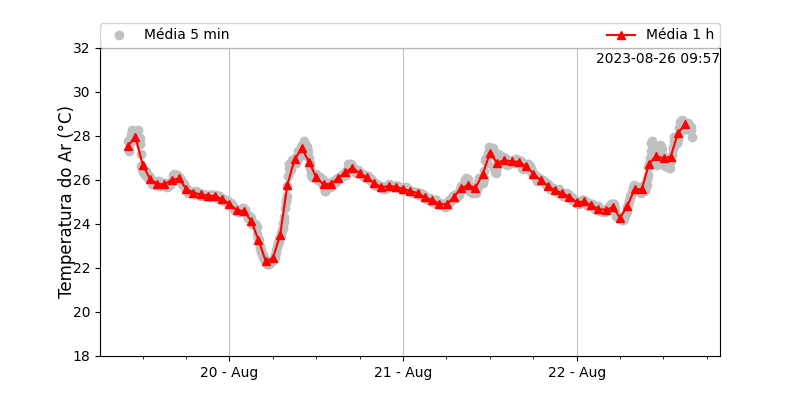 Média 5 min
Média 1 h
2023-08-26 09:57
Temperatura do Ar (°C)
32
30
28
26
24
22
20
18
20 - Aug
21 - Aug
22 - Aug